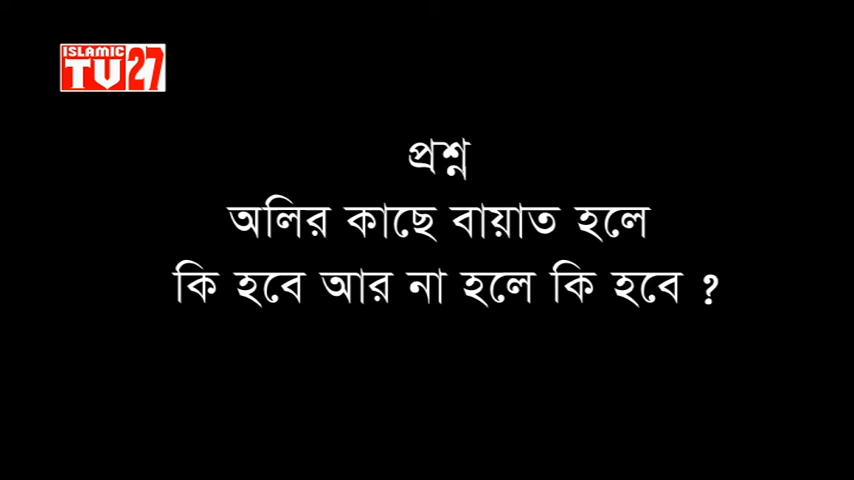 ISLAMIC
TV27
প্রশ্ন
অলির কাছে বায়াত হলে
কি হবে আর না হলে কি হবে ?